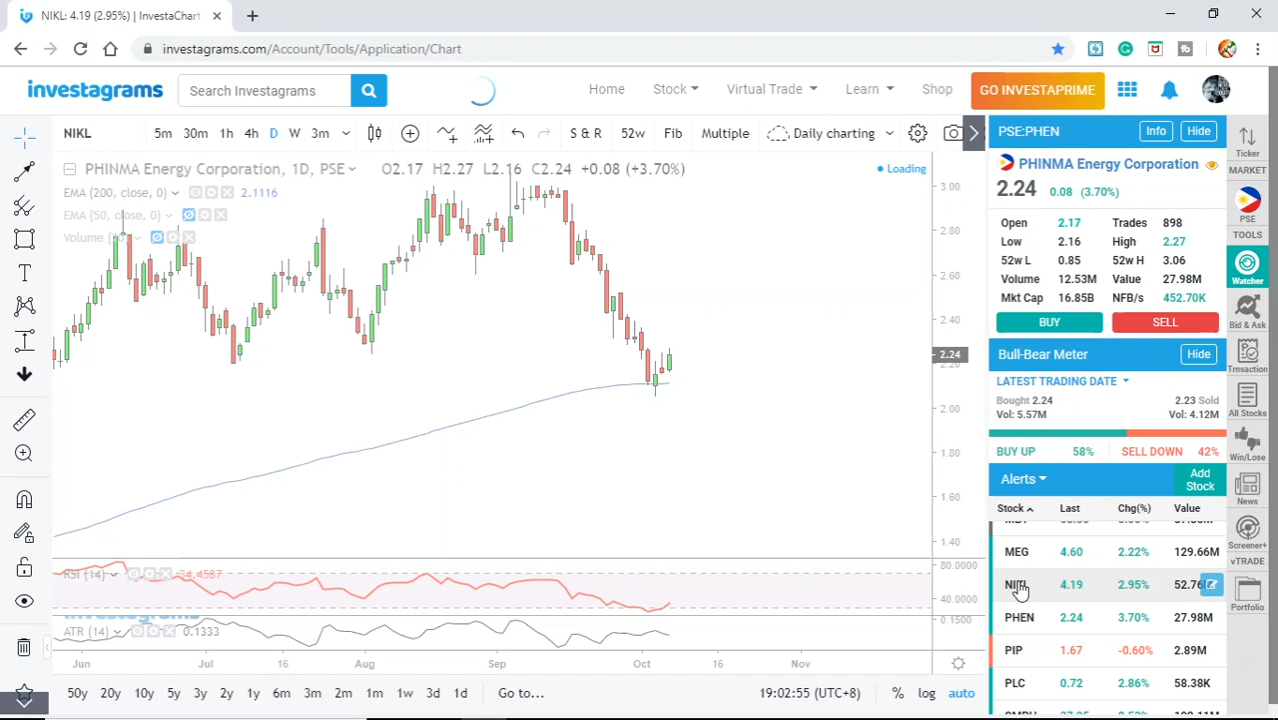 NIKL: 4.19 (2.95%) | InvestaChart
investagrams.com/Account/Tools/Application/Chart
investagrams
Search Investagrams
Home Stock Virtual Trade Learn Shop
GO INVESTAPRIME
NIKL 5m 30m 1h 4h D W 3m S & R 52w Fib Multiple Daily charting
PHINMA Energy Corporation, 1D, PSE O2.17 H2.27 L2.16 C2.24 +0.08 (+3.70%)
Loading
EMA (200, close, 0) 2.1116
EMA (50, close, 0)
Volume
3.00
2.80
2.60
2.40
2.24
2.20
2.00
1.80
1.60
1.40
RSI (14) 34.4587
80.0000
40.0000
ATR (14) 0.1333
0.1500
Jun Jul 16 Aug Sep Oct 16 Nov
50y 20y 10y 5y 3y 2y 1y 6m 3m 2m 1m 1w 3d 1d Go to...
19:02:55 (UTC+8) % log auto
PSE:PHEN Info Hide
PHINMA Energy Corporation
2.24 0.08 (3.70%)
Open 2.17 Trades 898
Low 2.16 High 2.27
52w L 0.85 52w H 3.06
Volume 12.53M Value 27.98M
Mkt Cap 16.85B NFB/s 452.70K
BUY SELL
Bull-Bear Meter Hide
LATEST TRADING DATE
Bought 2.24 2.23 Sold
Vol: 5.57M Vol: 4.12M
BUY UP 58% SELL DOWN 42%
Alerts Add Stock
Stock Last Chg(%) Value
MEG 4.60 2.22% 129.66M
NIKL 4.19 2.95%
PHEN 2.24 3.70% 27.98M
PIP 1.67 -0.60% 2.89M
PLC 0.72 2.86% 58.38K
Ticker
MARKET
PSE
TOOLS
Watcher
Bid & Ask
Trnsaction
All Stocks
Win/Lose
News
Screener+
vTRADE
Portfolio